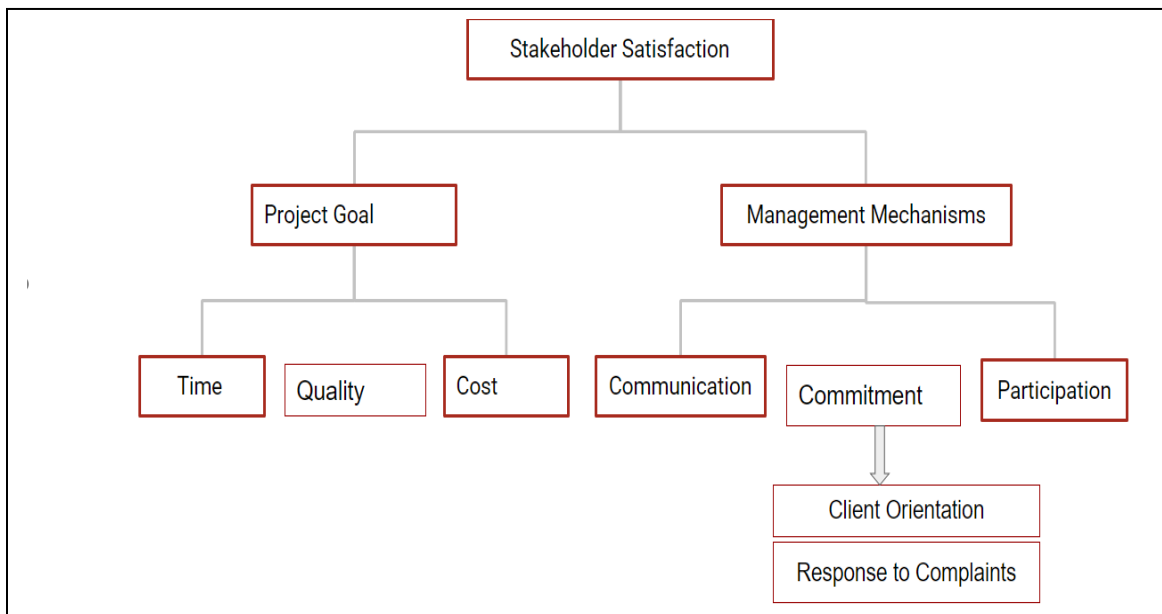 Stakeholder Satisfaction
Project Goal
Management Mechanisms
Time
Quality
Cost
Communication
Commitment
Participation
Client Orientation
Response to Complaints